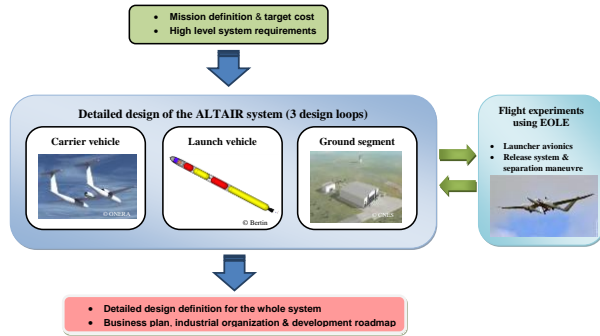 • Mission definition & target cost
• High level system requirements
Detailed design of the ALTAIR system (3 design loops)
Carrier vehicle
© ONERA
Launch vehicle
© Bertin
Ground segment
© CNES
Flight experiments
using EOLE
• Launcher avionics
• Release system &
separation maneuvre
• Detailed design definition for the whole system
• Business plan, industrial organization & development roadmap